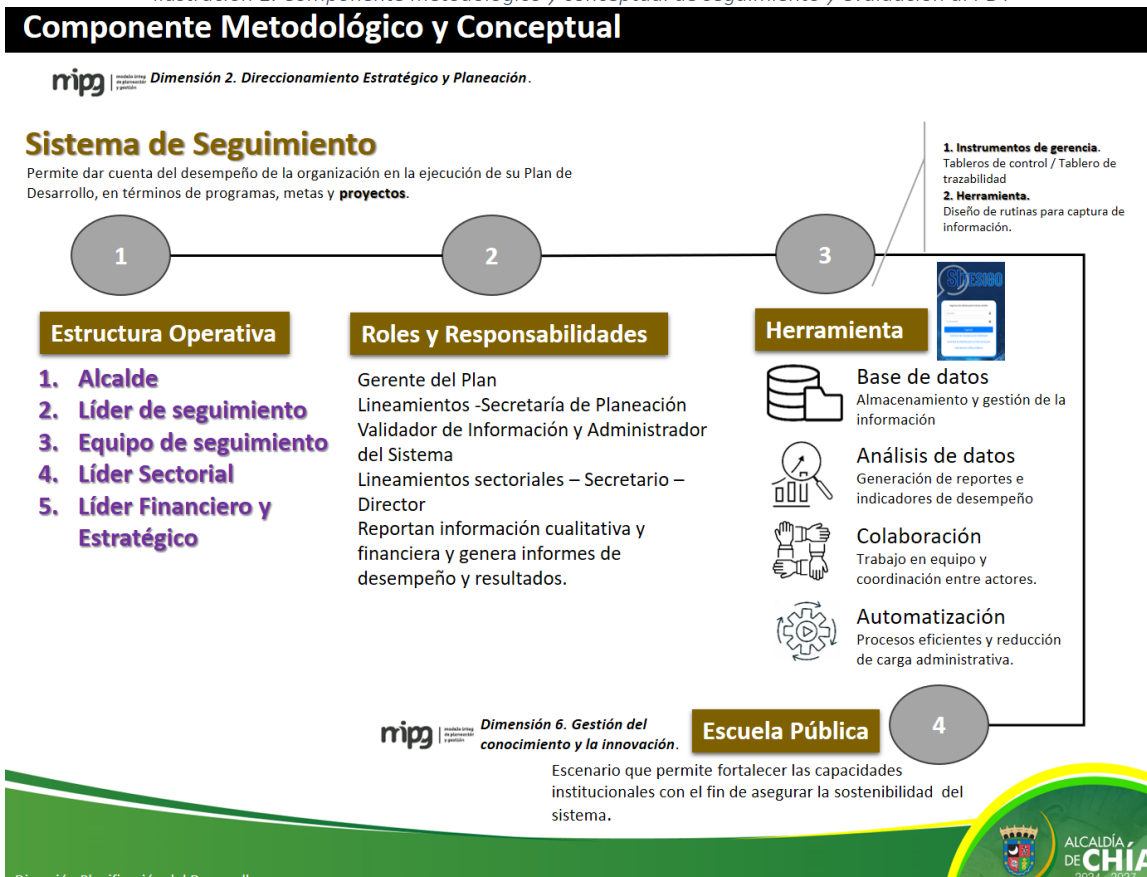 Componente Metodológico y Conceptual
mipg
Dimensión 2. Direccionamiento Estratégico y Planeación.
Sistema de Seguimiento
Permite dar cuenta del desempeño de la organización en la ejecución de su Plan de
Desarrollo, en términos de programas, metas y proyectos.
1. Instrumentos de gerencia.
Tableros de control / Tablero de
trazabilidad
2. Herramienta.
Diseño de rutinas para captura de
información.
1
2
3
Estructura Operativa
1. Alcalde
2. Líder de seguimiento
3. Equipo de seguimiento
4. Líder Sectorial
5. Líder Financiero y
Estratégico
Roles y Responsabilidades
Gerente del Plan
Lineamientos -Secretaría de Planeación
Validador de Información y Administrador
del Sistema
Lineamientos sectoriales – Secretario –
Director
Reportan información cualitativa y
financiera y genera informes de
desempeño y resultados.
Herramienta
Base de datos
Almacenamiento y gestión de la
información
Análisis de datos
Generación de reportes e
indicadores de desempeño
Colaboración
Trabajo en equipo y
coordinación entre actores.
Automatización
Procesos eficientes y reducción
de carga administrativa.
mipg
Dimensión 6. Gestión del
conocimiento y la innovación.
Escuela Pública
4
Escenario que permite fortalecer las capacidades
institucionales con el fin de asegurar la sostenibilidad del
sistema.
ALCALDÍA
DE CHÍA